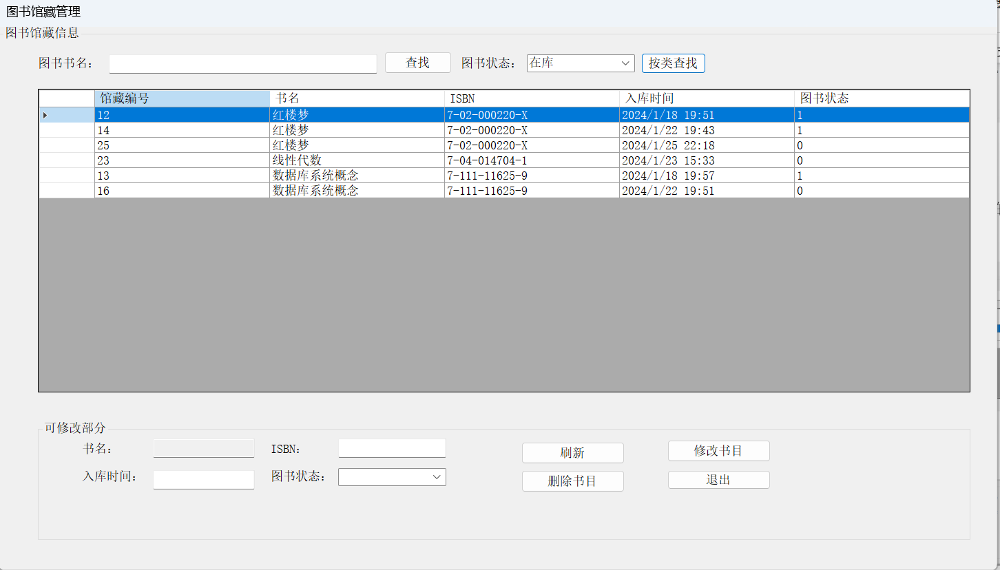 图书馆藏管理
图书馆藏信息
图书书名： 查找 图书状态： 在库 按类查找
馆藏编号 书名 ISBN 入库时间 图书状态
12 红楼梦 7-02-000220-X 2024/1/18 19:51 1
14 红楼梦 7-02-000220-X 2024/1/22 19:43 1
25 红楼梦 7-02-000220-X 2024/1/25 22:18 0
23 线性代数 7-04-014704-1 2024/1/23 15:33 0
13 数据库系统概念 7-111-11625-9 2024/1/18 19:57 1
16 数据库系统概念 7-111-11625-9 2024/1/22 19:51 0
可修改部分
书名： ISBN： 刷新 修改书目
入库时间： 图书状态： 删除书目 退出